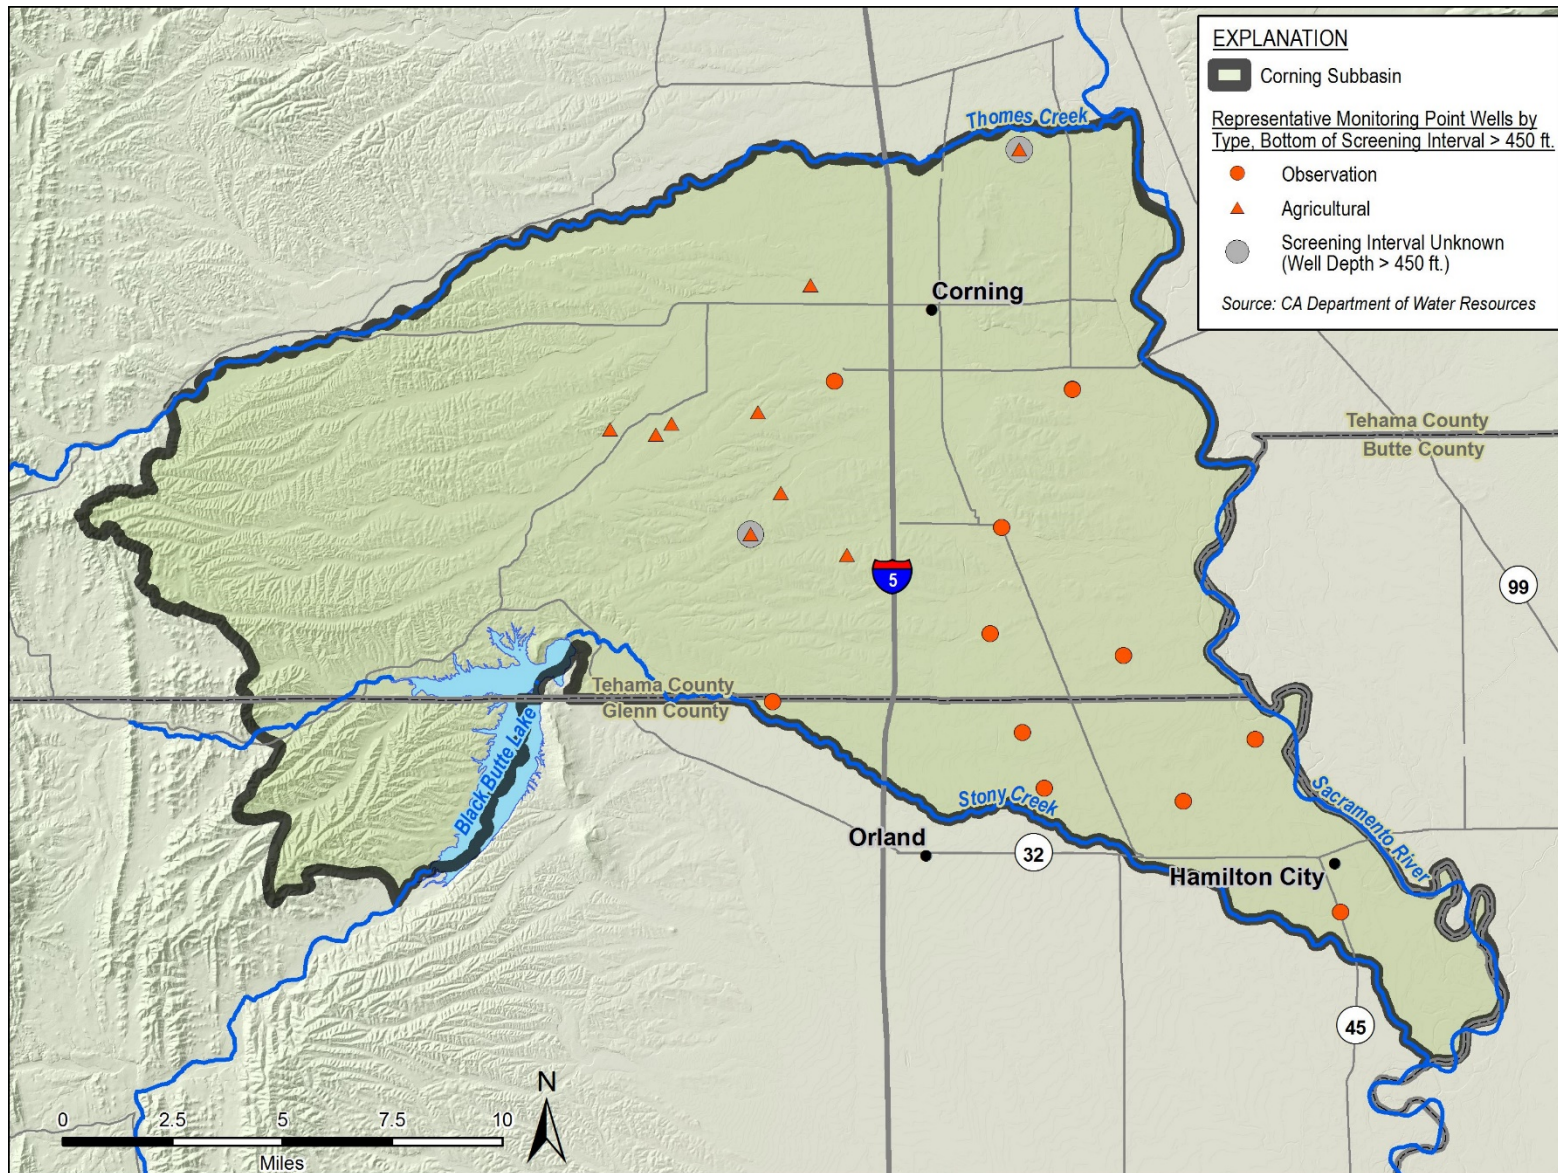 EXPLANATION
Corning Subbasin
Representative Monitoring Point Wells by
Type, Bottom of Screening Interval > 450 ft.
Observation
Agricultural
Screening Interval Unknown
(Well Depth > 450 ft.)
Source: CA Department of Water Resources
Thomes Creek
Corning
Tehama County
Butte County
5
99
Tehama County
Glenn County
Black Butte Lake
Stony Creek
Sacramento River
Orland
32
Hamilton City
45
N
0 2.5 5 7.5 10
Miles